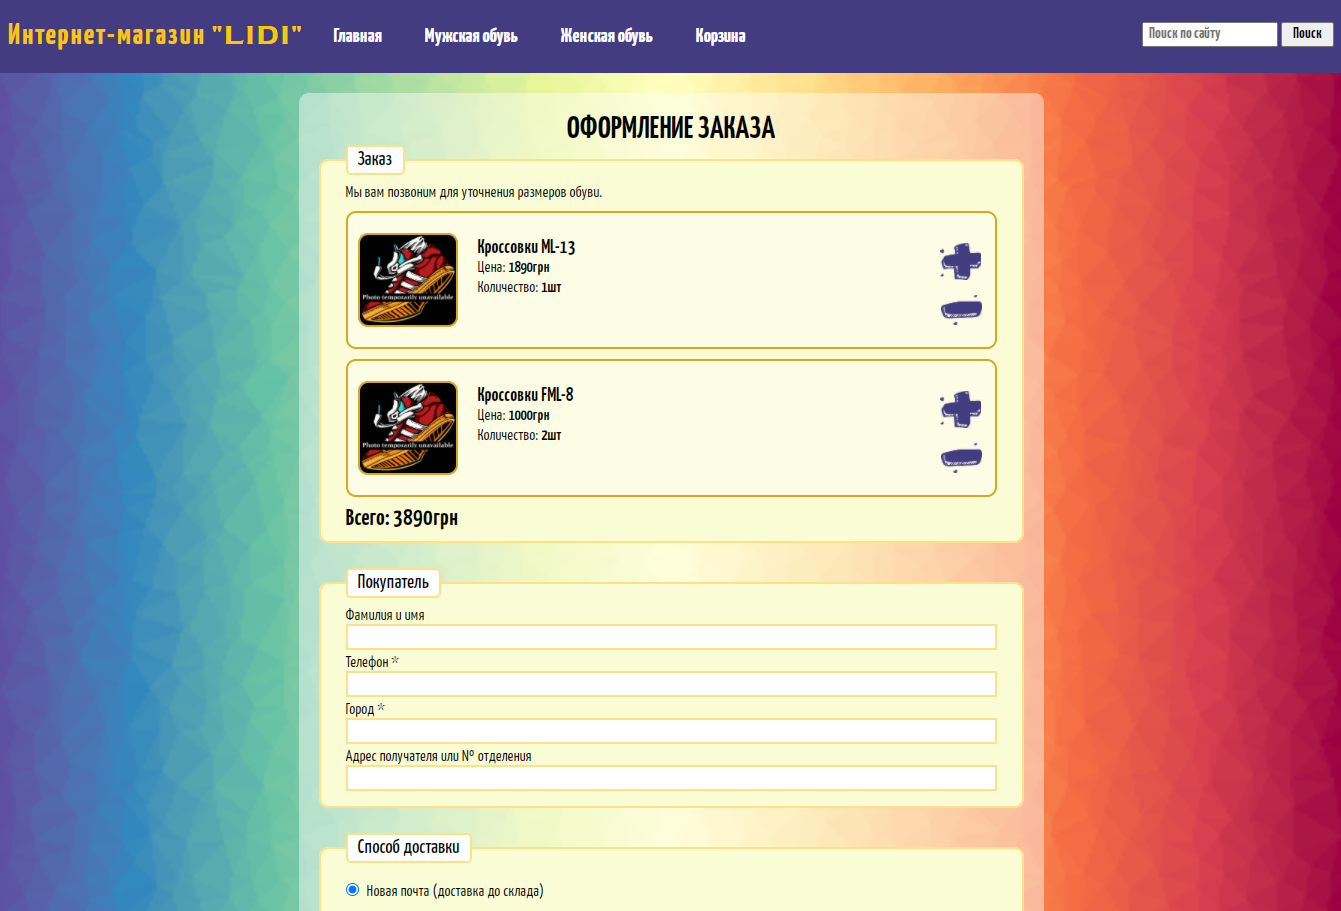 Интернет-магазин "LIDI" Главная Мужская обувь Женская обувь Корзина Поиск по сайту Поиск
ОФОРМЛЕНИЕ ЗАКАЗА
Заказ
Мы вам позвоним для уточнения размеров обуви.
Кроссовки ML-13
Цена: 1890грн
Количество: 1шт
Photo temporarily unavailable
Кроссовки FML-8
Цена: 1000грн
Количество: 2шт
Photo temporarily unavailable
Всего: 3890грн
Покупатель
Фамилия и имя
Телефон *
Город *
Адрес получателя или № отделения
Способ доставки
Новая почта (доставка до склада)